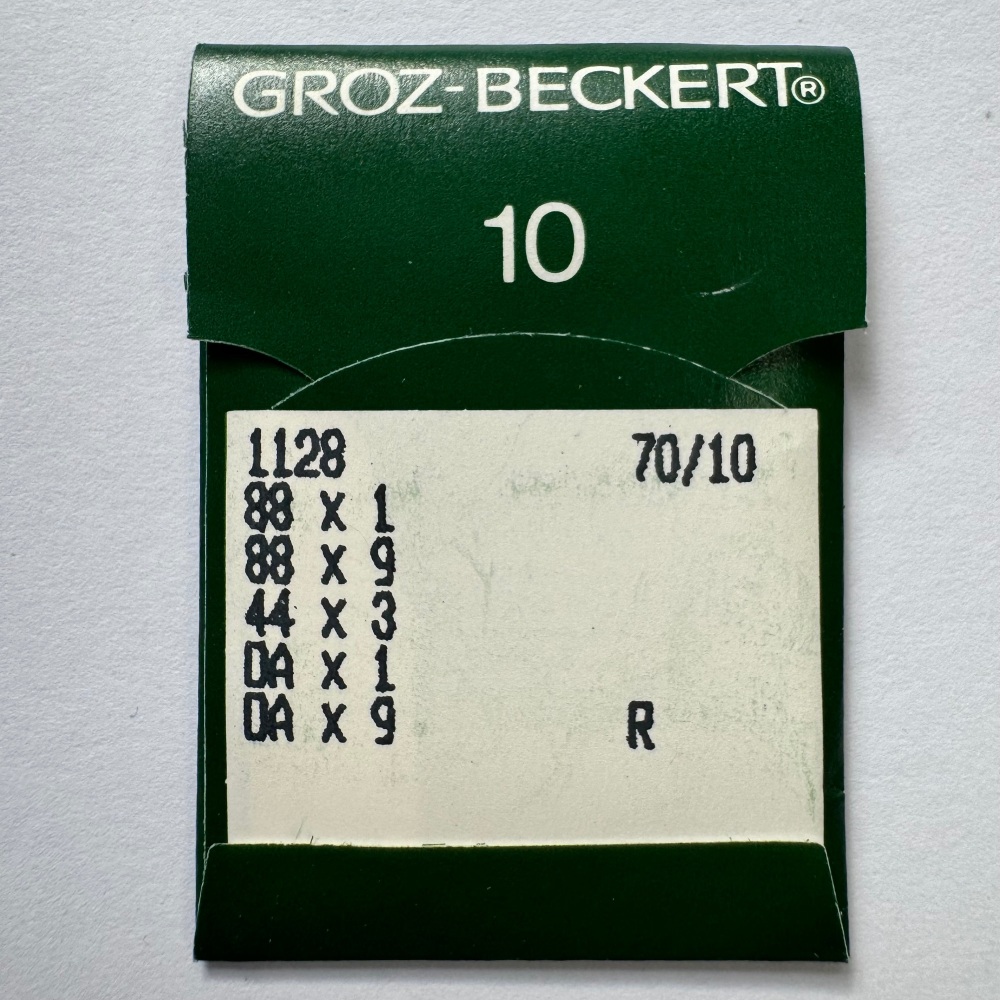 GROZ-BECKERT®
10
1128 70/10
88 x 1
88 x 9
44 x 3
DA x 1
DA x 9 R